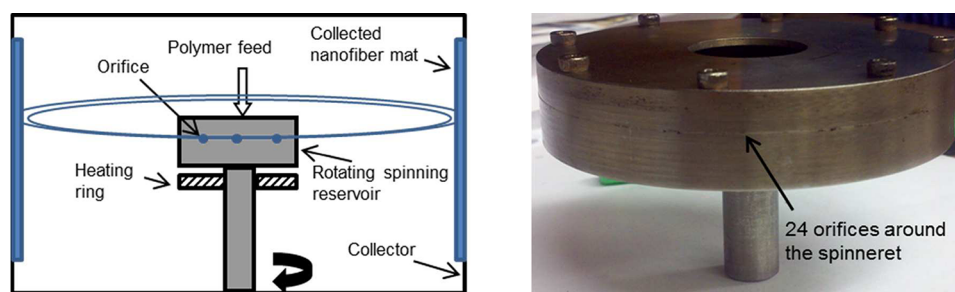 Polymer feed
Orifice
Collected
nanofiber mat
Heating
ring
Rotating spinning
reservoir
Collector
24 orifices around
the spinneret